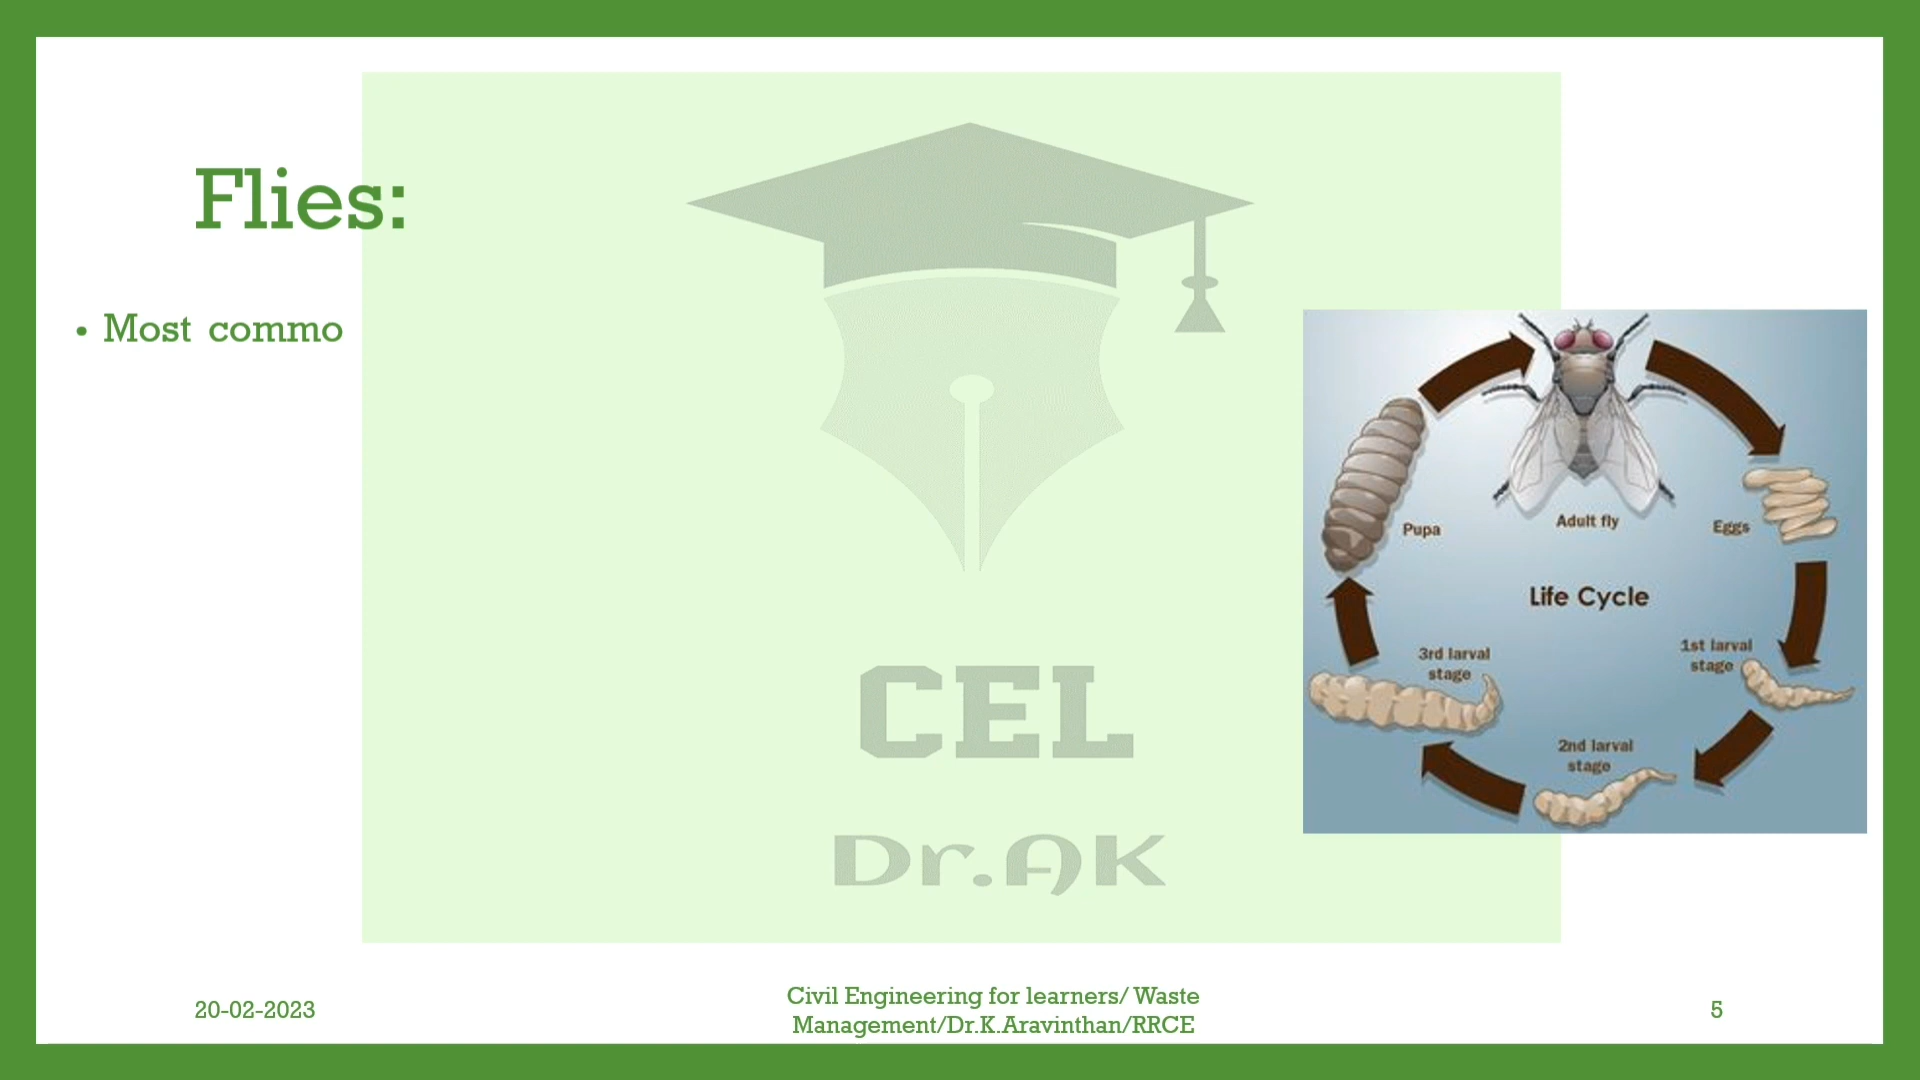 Flies:
• Most commo
Adult fly
Pupa
Eggs
Life Cycle
1st larval
stage
3rd larval
stage
2nd larval
stage
CEL
Dr.AK
20-02-2023
Civil Engineering for learners/ Waste
Management/Dr.K.Aravinthan/RRCE
5